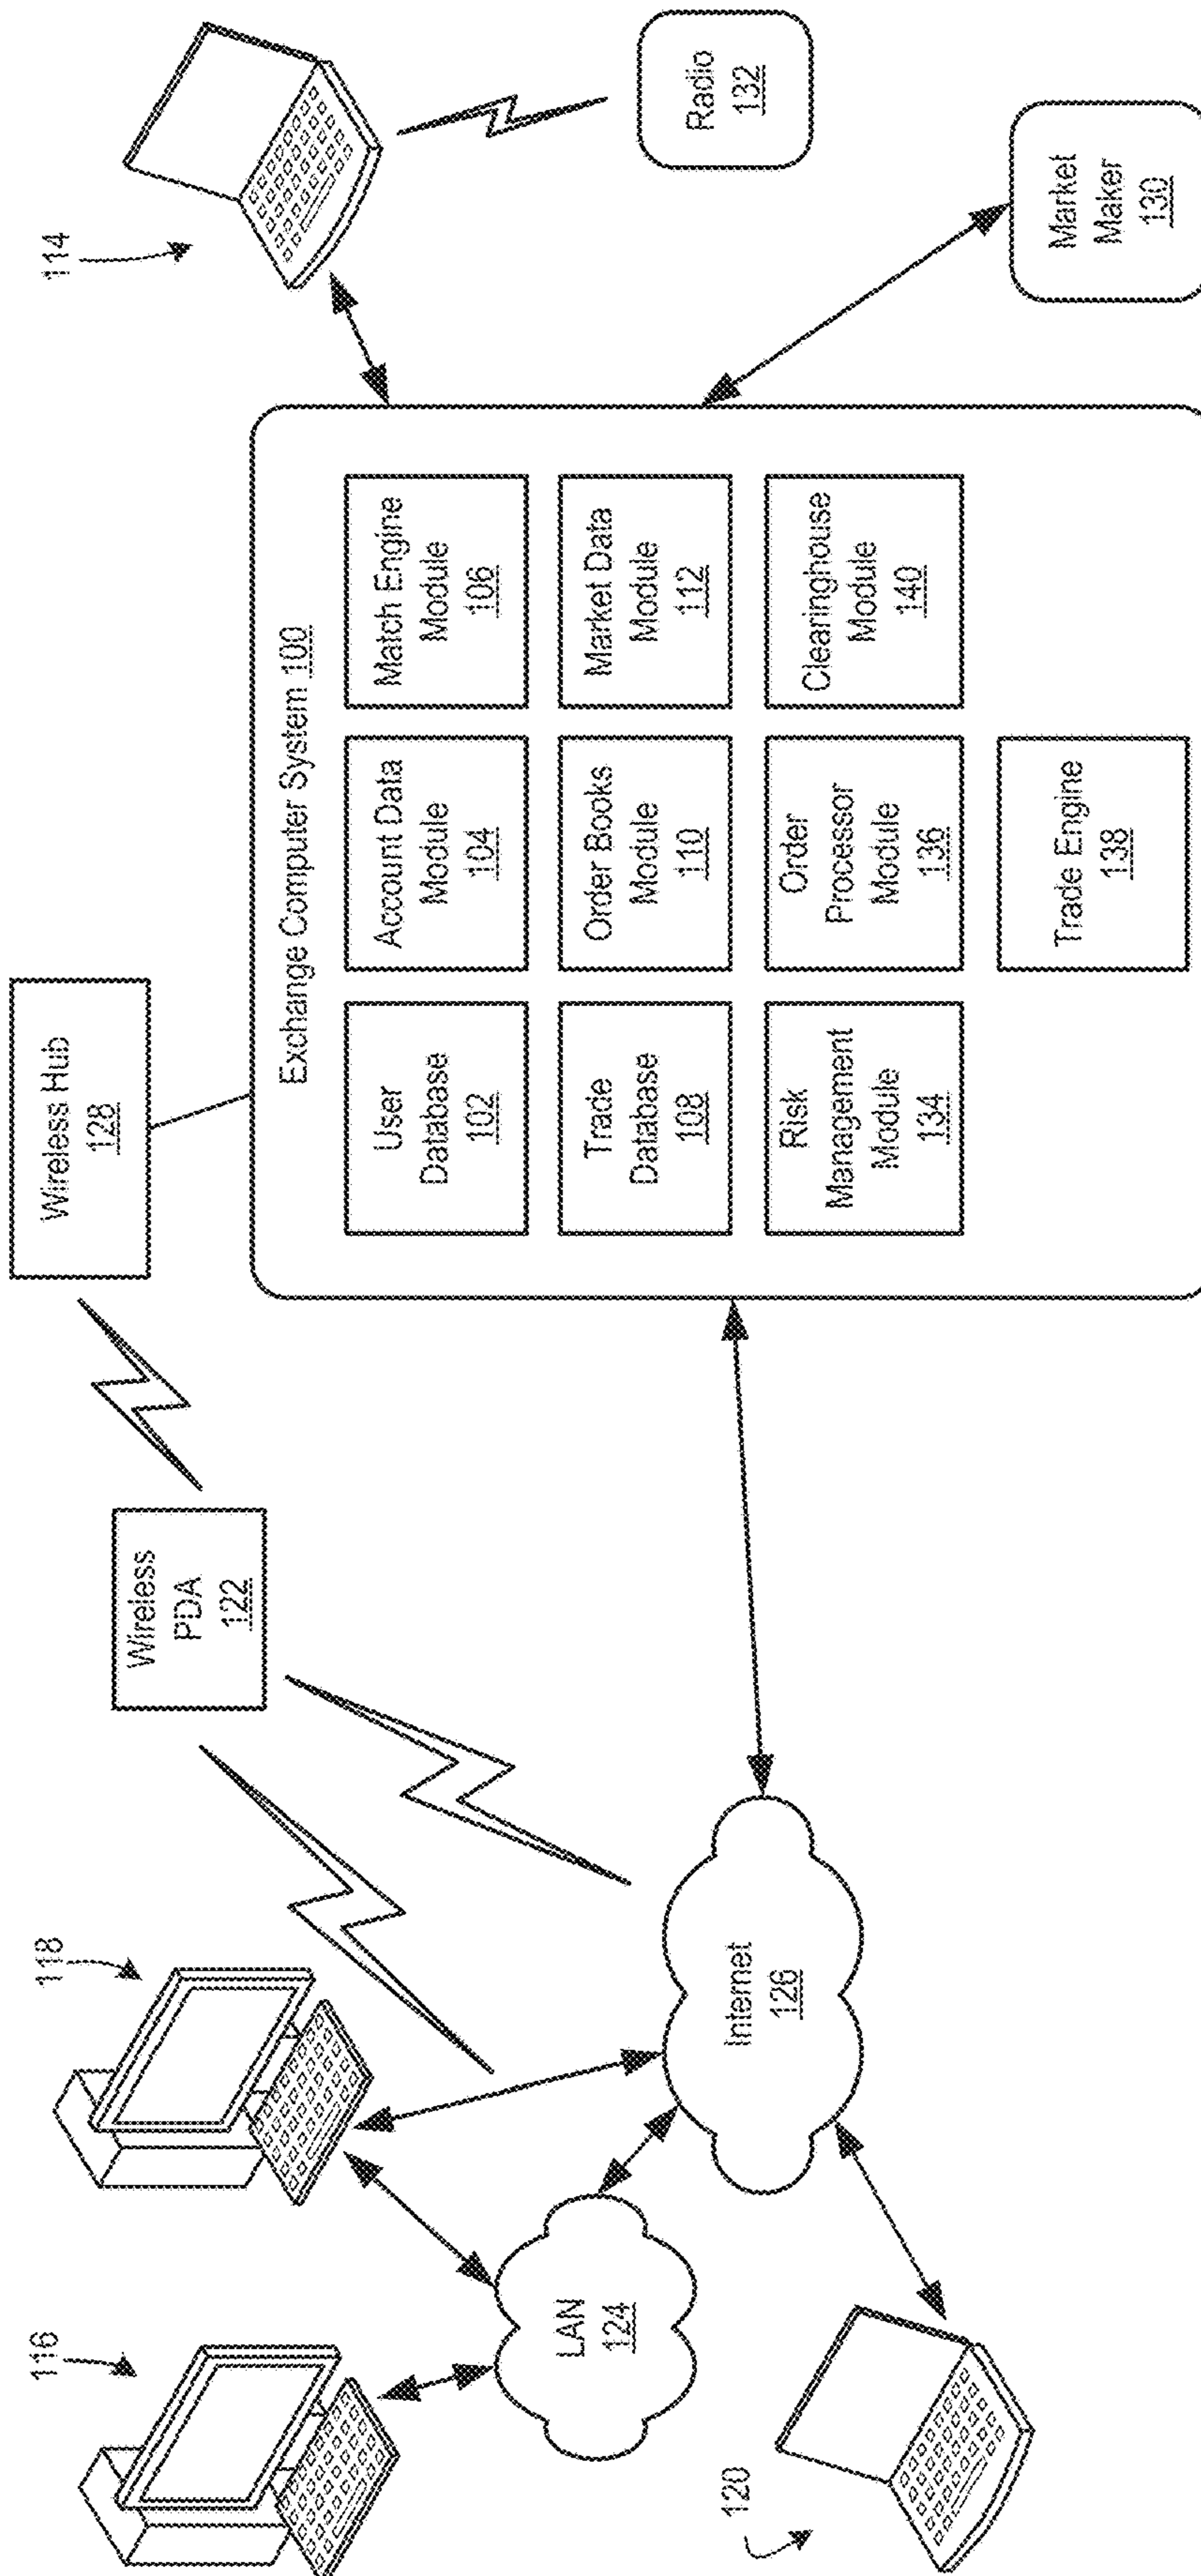 116
118
Wireless
PDA
122
Wireless Hub
128
114
Exchange Computer System 100
User
Database
102
Account Data
Module
104
Match Engine
Module
106
Trade
Database
108
Order Books
Module
110
Market Data
Module
112
Risk
Management
Module
134
Order
Processor
Module
136
Clearinghouse
Module
140
Trade Engine
138
Radio
132
LAN
124
Internet
126
120
Market
Maker
130